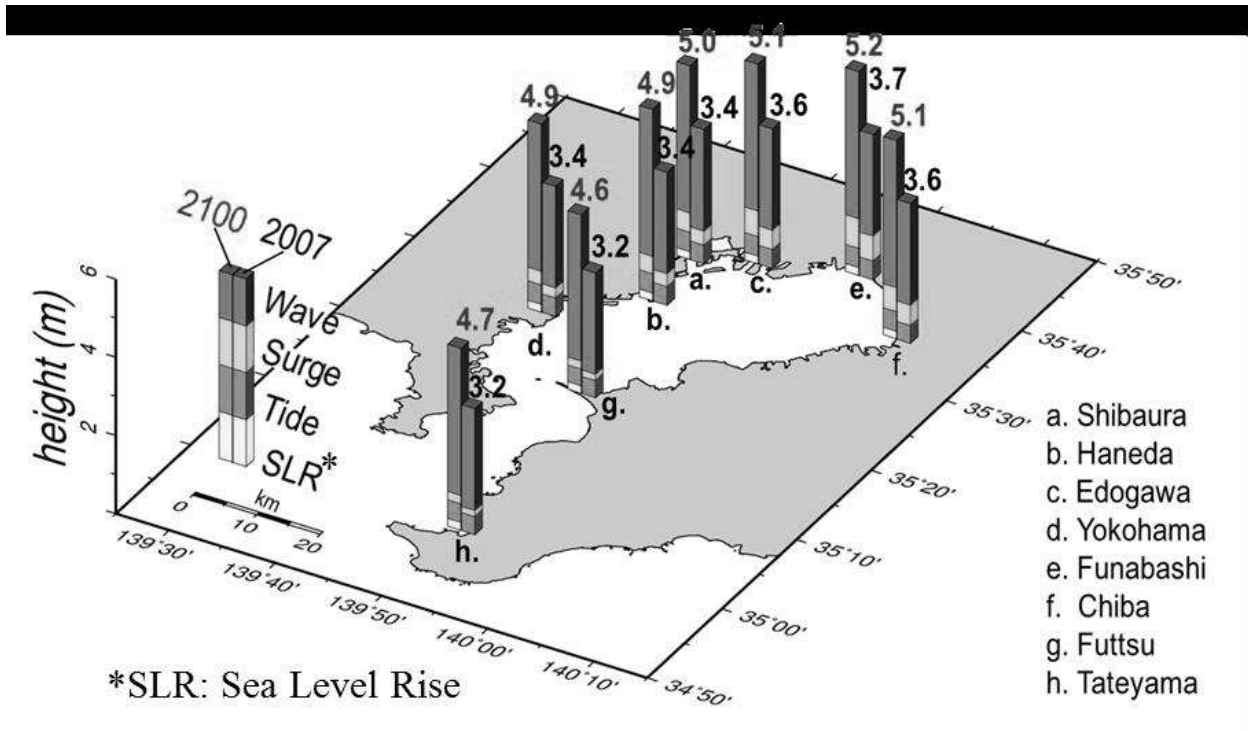 5.0
5.1
5.2
4.9
4.9
3.4
3.6
3.7
5.1
3.4
3.4
3.6
4.6
3.2
4.7
3.2
2100
2007
Wave
Surge
Tide
SLR*
height (m)
6
4
2
km
0 10 20
a.
b.
c.
d.
e.
f.
g.
h.
139°30'
139°40'
139°50'
140°00'
140°10'
34°50'
35°00'
35°10'
35°20'
35°30'
35°40'
35°50'
a. Shibaura
b. Haneda
c. Edogawa
d. Yokohama
e. Funabashi
f. Chiba
g. Futtsu
h. Tateyama
*SLR: Sea Level Rise